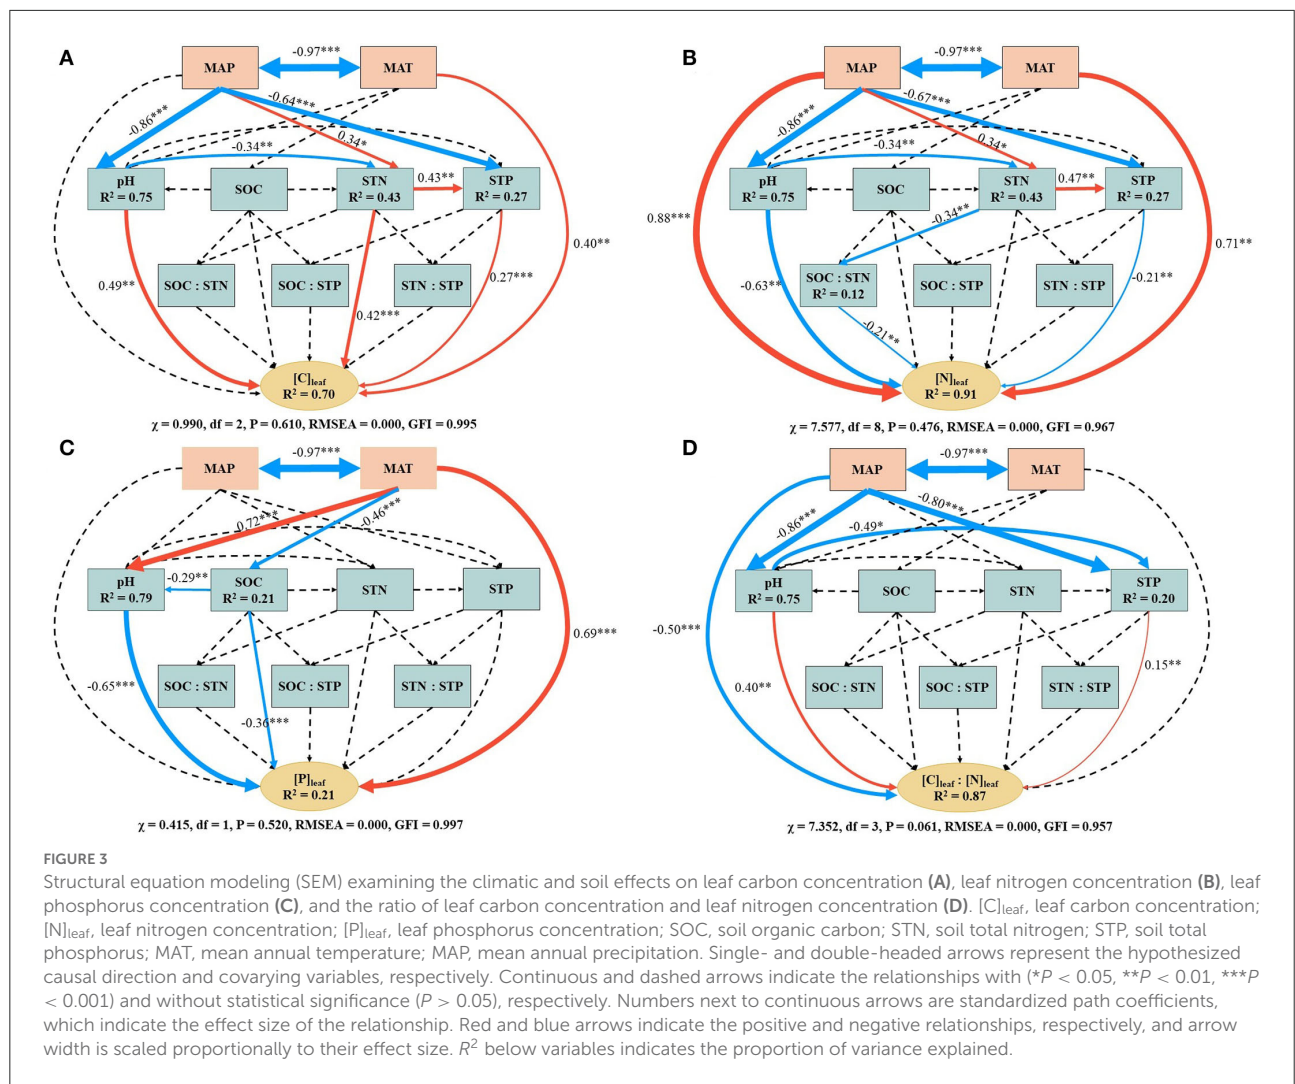 A
MAP
-0.97***
MAT
-0.86***
-0.64***
0.34*
-0.34**
0.43**
pH
R² = 0.75
SOC
STN
R² = 0.43
STP
R² = 0.27
0.40**
0.49**
SOC : STN
SOC : STP
STN : STP
0.27***
0.42***
[C]leaf
R² = 0.70
χ = 0.990, df = 2, P = 0.610, RMSEA = 0.000, GFI = 0.995
B
MAP
-0.97***
MAT
-0.86***
-0.67***
0.34*
-0.34**
0.47**
pH
R² = 0.75
SOC
STN
R² = 0.43
STP
R² = 0.27
0.88***
-0.34**
0.71**
-0.63**
SOC : STN
R² = 0.12
SOC : STP
STN : STP
-0.21**
-0.21**
[N]leaf
R² = 0.91
χ = 7.577, df = 8, P = 0.476, RMSEA = 0.000, GFI = 0.967
C
MAP
-0.97***
MAT
0.72***
-0.46***
-0.29**
pH
R² = 0.79
SOC
R² = 0.21
STN
STP
0.69***
-0.65***
SOC : STN
SOC : STP
STN : STP
-0.36***
[P]leaf
R² = 0.21
χ = 0.415, df = 1, P = 0.520, RMSEA = 0.000, GFI = 0.997
D
MAP
-0.97***
MAT
-0.86***
-0.80***
-0.49*
pH
R² = 0.75
SOC
STN
STP
R² = 0.20
-0.50***
0.40**
SOC : STN
SOC : STP
STN : STP
0.15**
[C]leaf : [N]leaf
R² = 0.87
χ = 7.352, df = 3, P = 0.061, RMSEA = 0.000, GFI = 0.957
FIGURE 3
Structural equation modeling (SEM) examining the climatic and soil effects on leaf carbon concentration (A), leaf nitrogen concentration (B), leaf
phosphorus concentration (C), and the ratio of leaf carbon concentration and leaf nitrogen concentration (D). [C]leaf, leaf carbon concentration;
[N]leaf, leaf nitrogen concentration; [P]leaf, leaf phosphorus concentration; SOC, soil organic carbon; STN, soil total nitrogen; STP, soil total
phosphorus; MAT, mean annual temperature; MAP, mean annual precipitation. Single- and double-headed arrows represent the hypothesized
causal direction and covarying variables, respectively. Continuous and dashed arrows indicate the relationships with (*P < 0.05, **P < 0.01, ***P
< 0.001) and without statistical significance (P > 0.05), respectively. Numbers next to continuous arrows are standardized path coefficients,
which indicate the effect size of the relationship. Red and blue arrows indicate the positive and negative relationships, respectively, and arrow
width is scaled proportionally to their effect size. R² below variables indicates the proportion of variance explained.